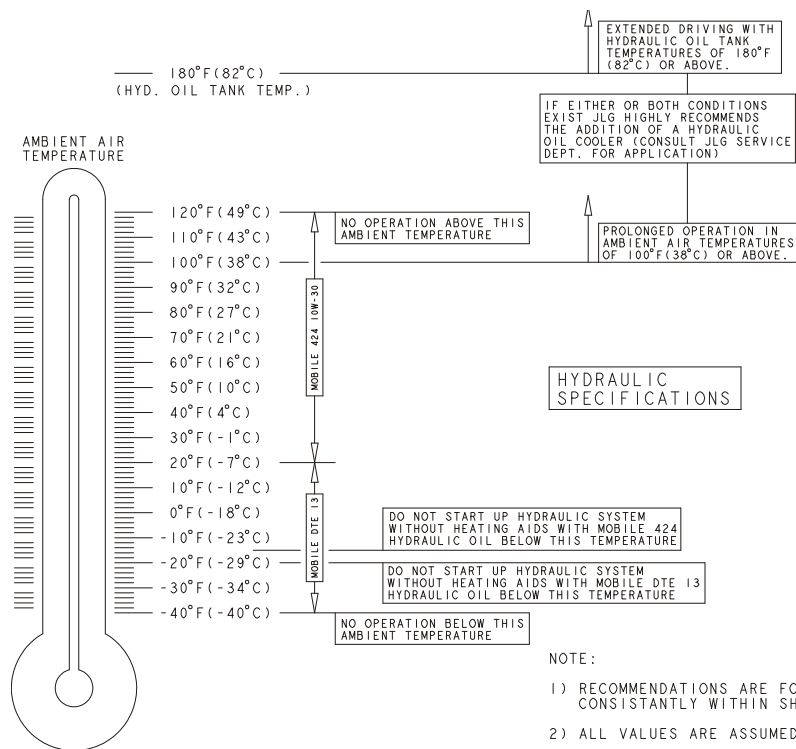 EXTENDED DRIVING WITH
HYDRAULIC OIL TANK
TEMPERATURES OF 180°F
(82°C) OR ABOVE.
180°F(82°C)
(HYD. OIL TANK TEMP.)
IF EITHER OR BOTH CONDITIONS
EXIST JLG HIGHLY RECOMMENDS
THE ADDITION OF A HYDRAULIC
OIL COOLER (CONSULT JLG SERVICE
DEPT. FOR APPLICATION)
AMBIENT AIR
TEMPERATURE
120°F(49°C)
NO OPERATION ABOVE THIS
AMBIENT TEMPERATURE
110°F(43°C)
PROLONGED OPERATION IN
AMBIENT AIR TEMPERATURES
OF 100°F(38°C) OR ABOVE.
100°F(38°C)
90°F(32°C)
80°F(27°C)
70°F(21°C)
60°F(16°C)
50°F(10°C)
40°F(4°C)
30°F(-1°C)
20°F(-7°C)
10°F(-12°C)
0°F(-18°C)
-10°F(-23°C)
-20°F(-29°C)
-30°F(-34°C)
-40°F(-40°C)
MOBILE 424 10W-30
MOBILE DTE 13
HYDRAULIC
SPECIFICATIONS
DO NOT START UP HYDRAULIC SYSTEM
WITHOUT HEATING AIDS WITH MOBILE 424
HYDRAULIC OIL BELOW THIS TEMPERATURE
DO NOT START UP HYDRAULIC SYSTEM
WITHOUT HEATING AIDS WITH MOBILE DTE 13
HYDRAULIC OIL BELOW THIS TEMPERATURE
NO OPERATION BELOW THIS
AMBIENT TEMPERATURE
NOTE:
1) RECOMMENDATIONS ARE
CONSISTANTLY WITHIN
2) ALL VALUES ARE ASSUMED